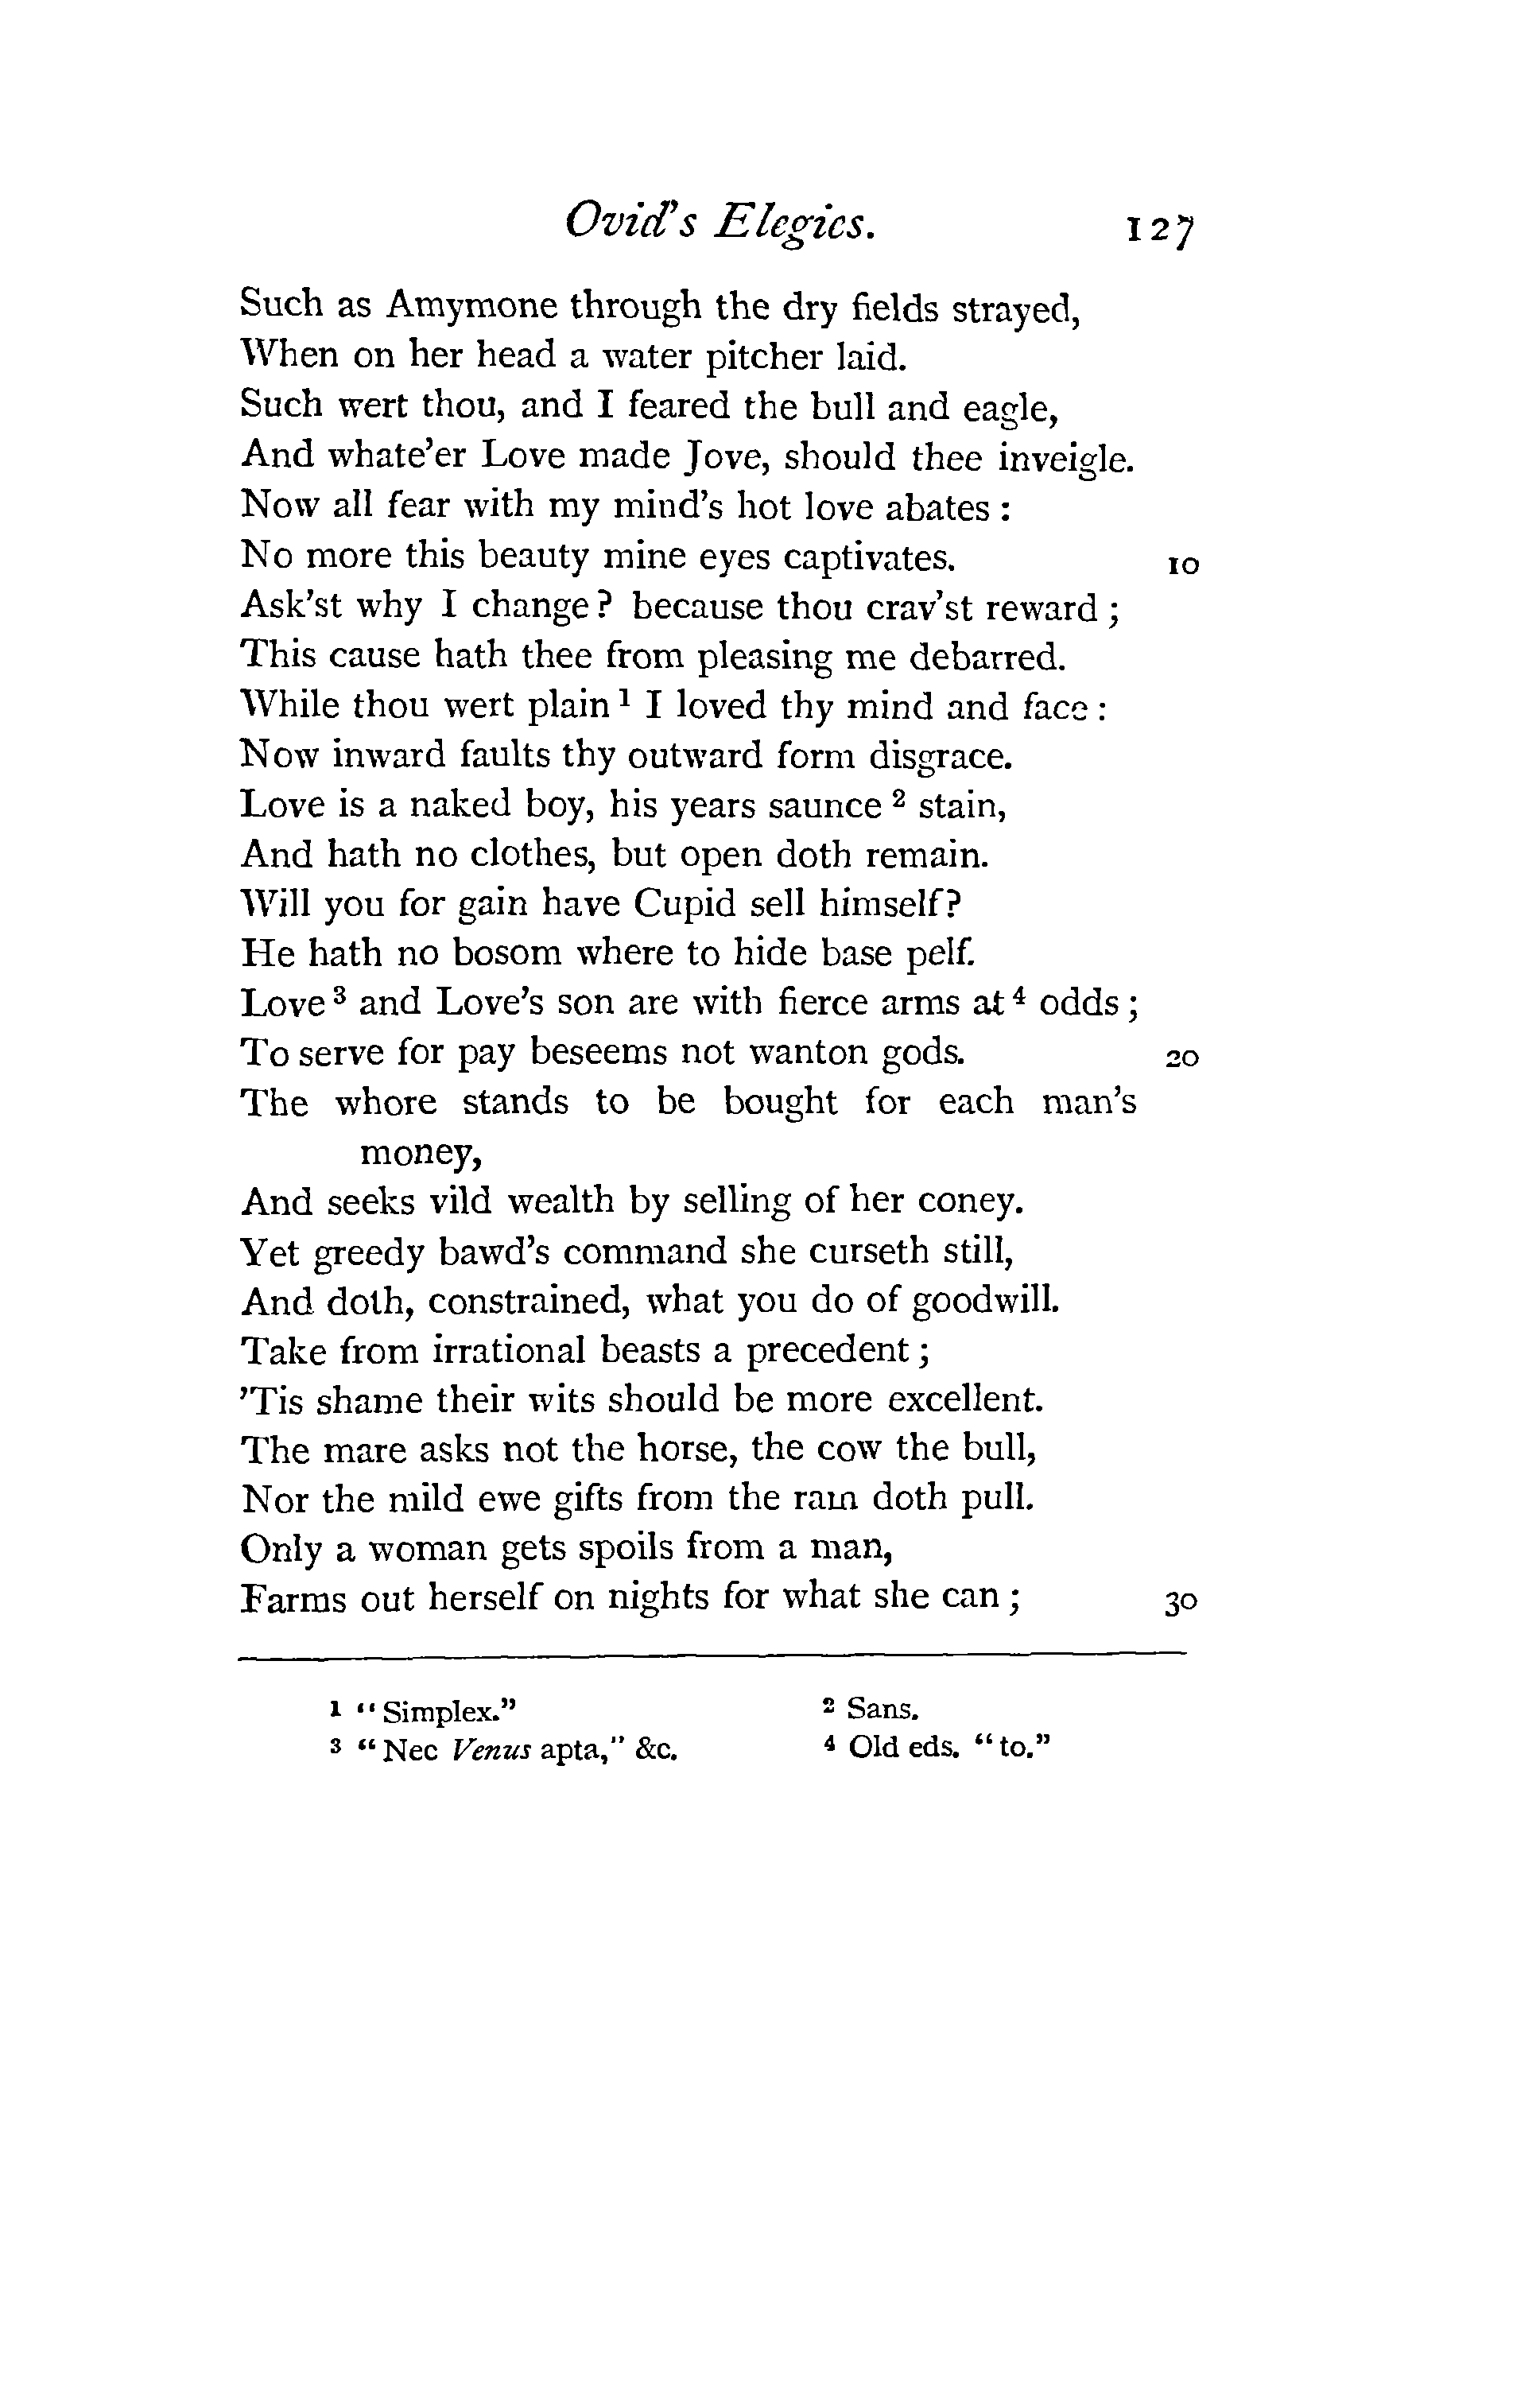 Ovid's Elegies. 127
Such as Amymone through the dry fields strayed,
When on her head a water pitcher laid.
Such wert thou, and I feared the bull and eagle,
And whate'er Love made Jove, should thee inveigle.
Now all fear with my mind's hot love abates :
No more this beauty mine eyes captivates. 10
Ask'st why I change? because thou crav'st reward ;
This cause hath thee from pleasing me debarred.
While thou wert plain ¹ I loved thy mind and face :
Now inward faults thy outward form disgrace.
Love is a naked boy, his years saunce ² stain,
And hath no clothes, but open doth remain.
Will you for gain have Cupid sell himself?
He hath no bosom where to hide base pelf.
Love ³ and Love's son are with fierce arms at ⁴ odds ;
To serve for pay beseems not wanton gods. 20
The whore stands to be bought for each man's
money,
And seeks vild wealth by selling of her coney.
Yet greedy bawd's command she curseth still,
And doth, constrained, what you do of goodwill.
Take from irrational beasts a precedent ;
'Tis shame their wits should be more excellent.
The mare asks not the horse, the cow the bull,
Nor the mild ewe gifts from the ram doth pull.
Only a woman gets spoils from a man,
Farms out herself on nights for what she can ; 30
¹ "Simplex." ² Sans.
³ "Nec Venus apta," &c. ⁴ Old eds. "to."